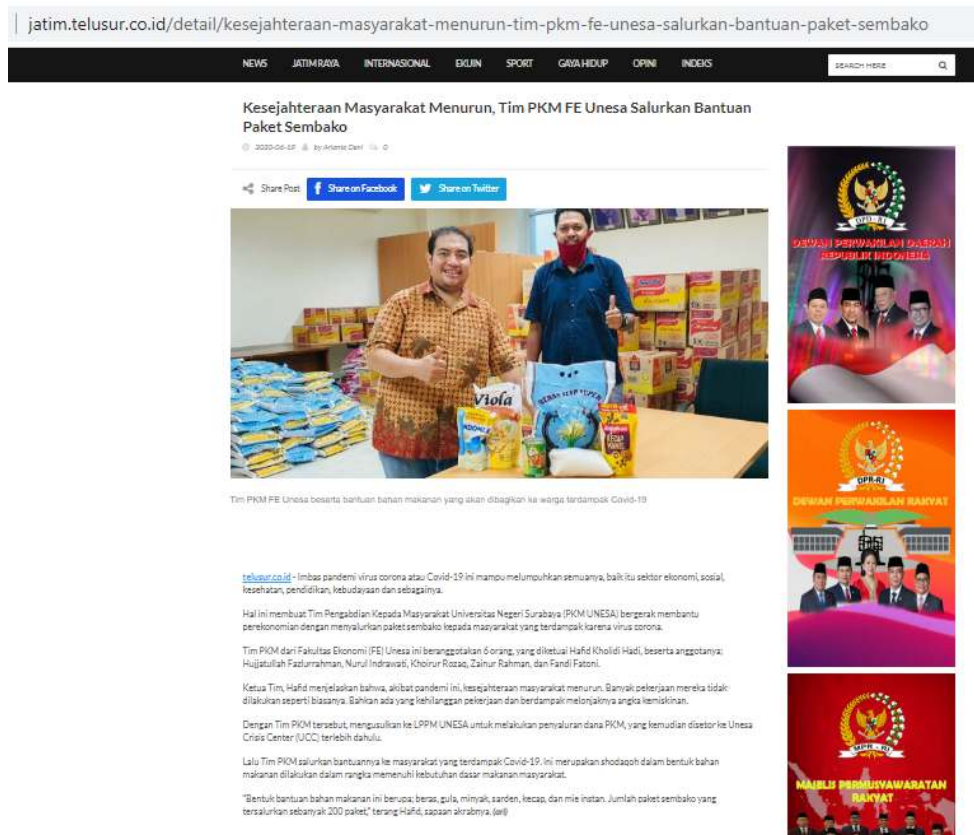 jatim.telusur.co.id/detail/kesejahteraan-masyarakat-menurun-tim-pkm-fe-unesa-salurkan-bantuan-paket-sembako
NEWS JATIM RAYA INTERNASIONAL EKUIN SPORT GAYA HIDUP OPINI INDEKS
SEARCH HERE
Kesejahteraan Masyarakat Menurun, Tim PKM FE Unesa Salurkan Bantuan
Paket Sembako
by
0
Share Post Share on Facebook Share on Twitter
Viola
INDOMILK
KECAP
MANIS
Tim PKM FE Unesa beserta bantuan bahan makanan yang akan dibagikan ke warga terdampak Covid-19
telusur.co.id - Imbas pandemi virus corona atau Covid-19 ini mampu melumpuhkan semuanya, baik itu sektor ekonomi, sosial,
kesehatan, pendidikan, kebudayaan dan sebagainya.
Hal ini membuat Tim Pengabdian Kepada Masyarakat Universitas Negeri Surabaya (PKM UNESA) bergerak membantu
perekonomian dengan menyalurkan paket sembako kepada masyarakat yang terdampak karena virus corona.
Tim PKM dari Fakultas Ekonomi (FE) Unesa ini beranggotakan 6 orang, yang diketuai Hafid Kholidi Hadi, beserta anggotanya;
Hujjatullah Fazlurrahman, Nurul Indrawati, Khoirur Rozaq, Zainur Rahman, dan Fandi Fatoni.
Ketua Tim, Hafid menjelaskan bahwa, akibat pandemi ini, kesejahteraan masyarakat menurun. Banyak pekerjaan mereka tidak
dilakukan seperti biasanya. Bahkan ada yang kehilanggan pekerjaan dan berdampak melonjaknya angka kemiskinan.
Dengan Tim PKM tersebut, mengusulkan ke LPPM UNESA untuk melakukan penyaluran dana PKM, yang kemudian disetor ke Unesa
Crisis Center (UCC) terlebih dahulu.
Lalu Tim PKM salurkan bantuannya ke masyarakat yang terdampak Covid-19. ini merupakan shodaqoh dalam bentuk bahan
makanan dilakukan dalam rangka memenuhi kebutuhan dasar makanan masyarakat.
"Bentuk bantuan bahan makanan ini berupa; beras, gula, minyak, sarden, kecap, dan mie instan. Jumlah paket sembako yang
tersalurkan sebanyak 200 paket," terang Hafid, sapaan akrabnya. (ari)
DPD-RI
DEWAN PERWAKILAN DAERAH
REPUBLIK INDONESIA
DPR-RI
DEWAN PERWAKILAN RAKYAT
MPR - RI
MAJELIS PERMUSYAWARATAN
RAKYAT